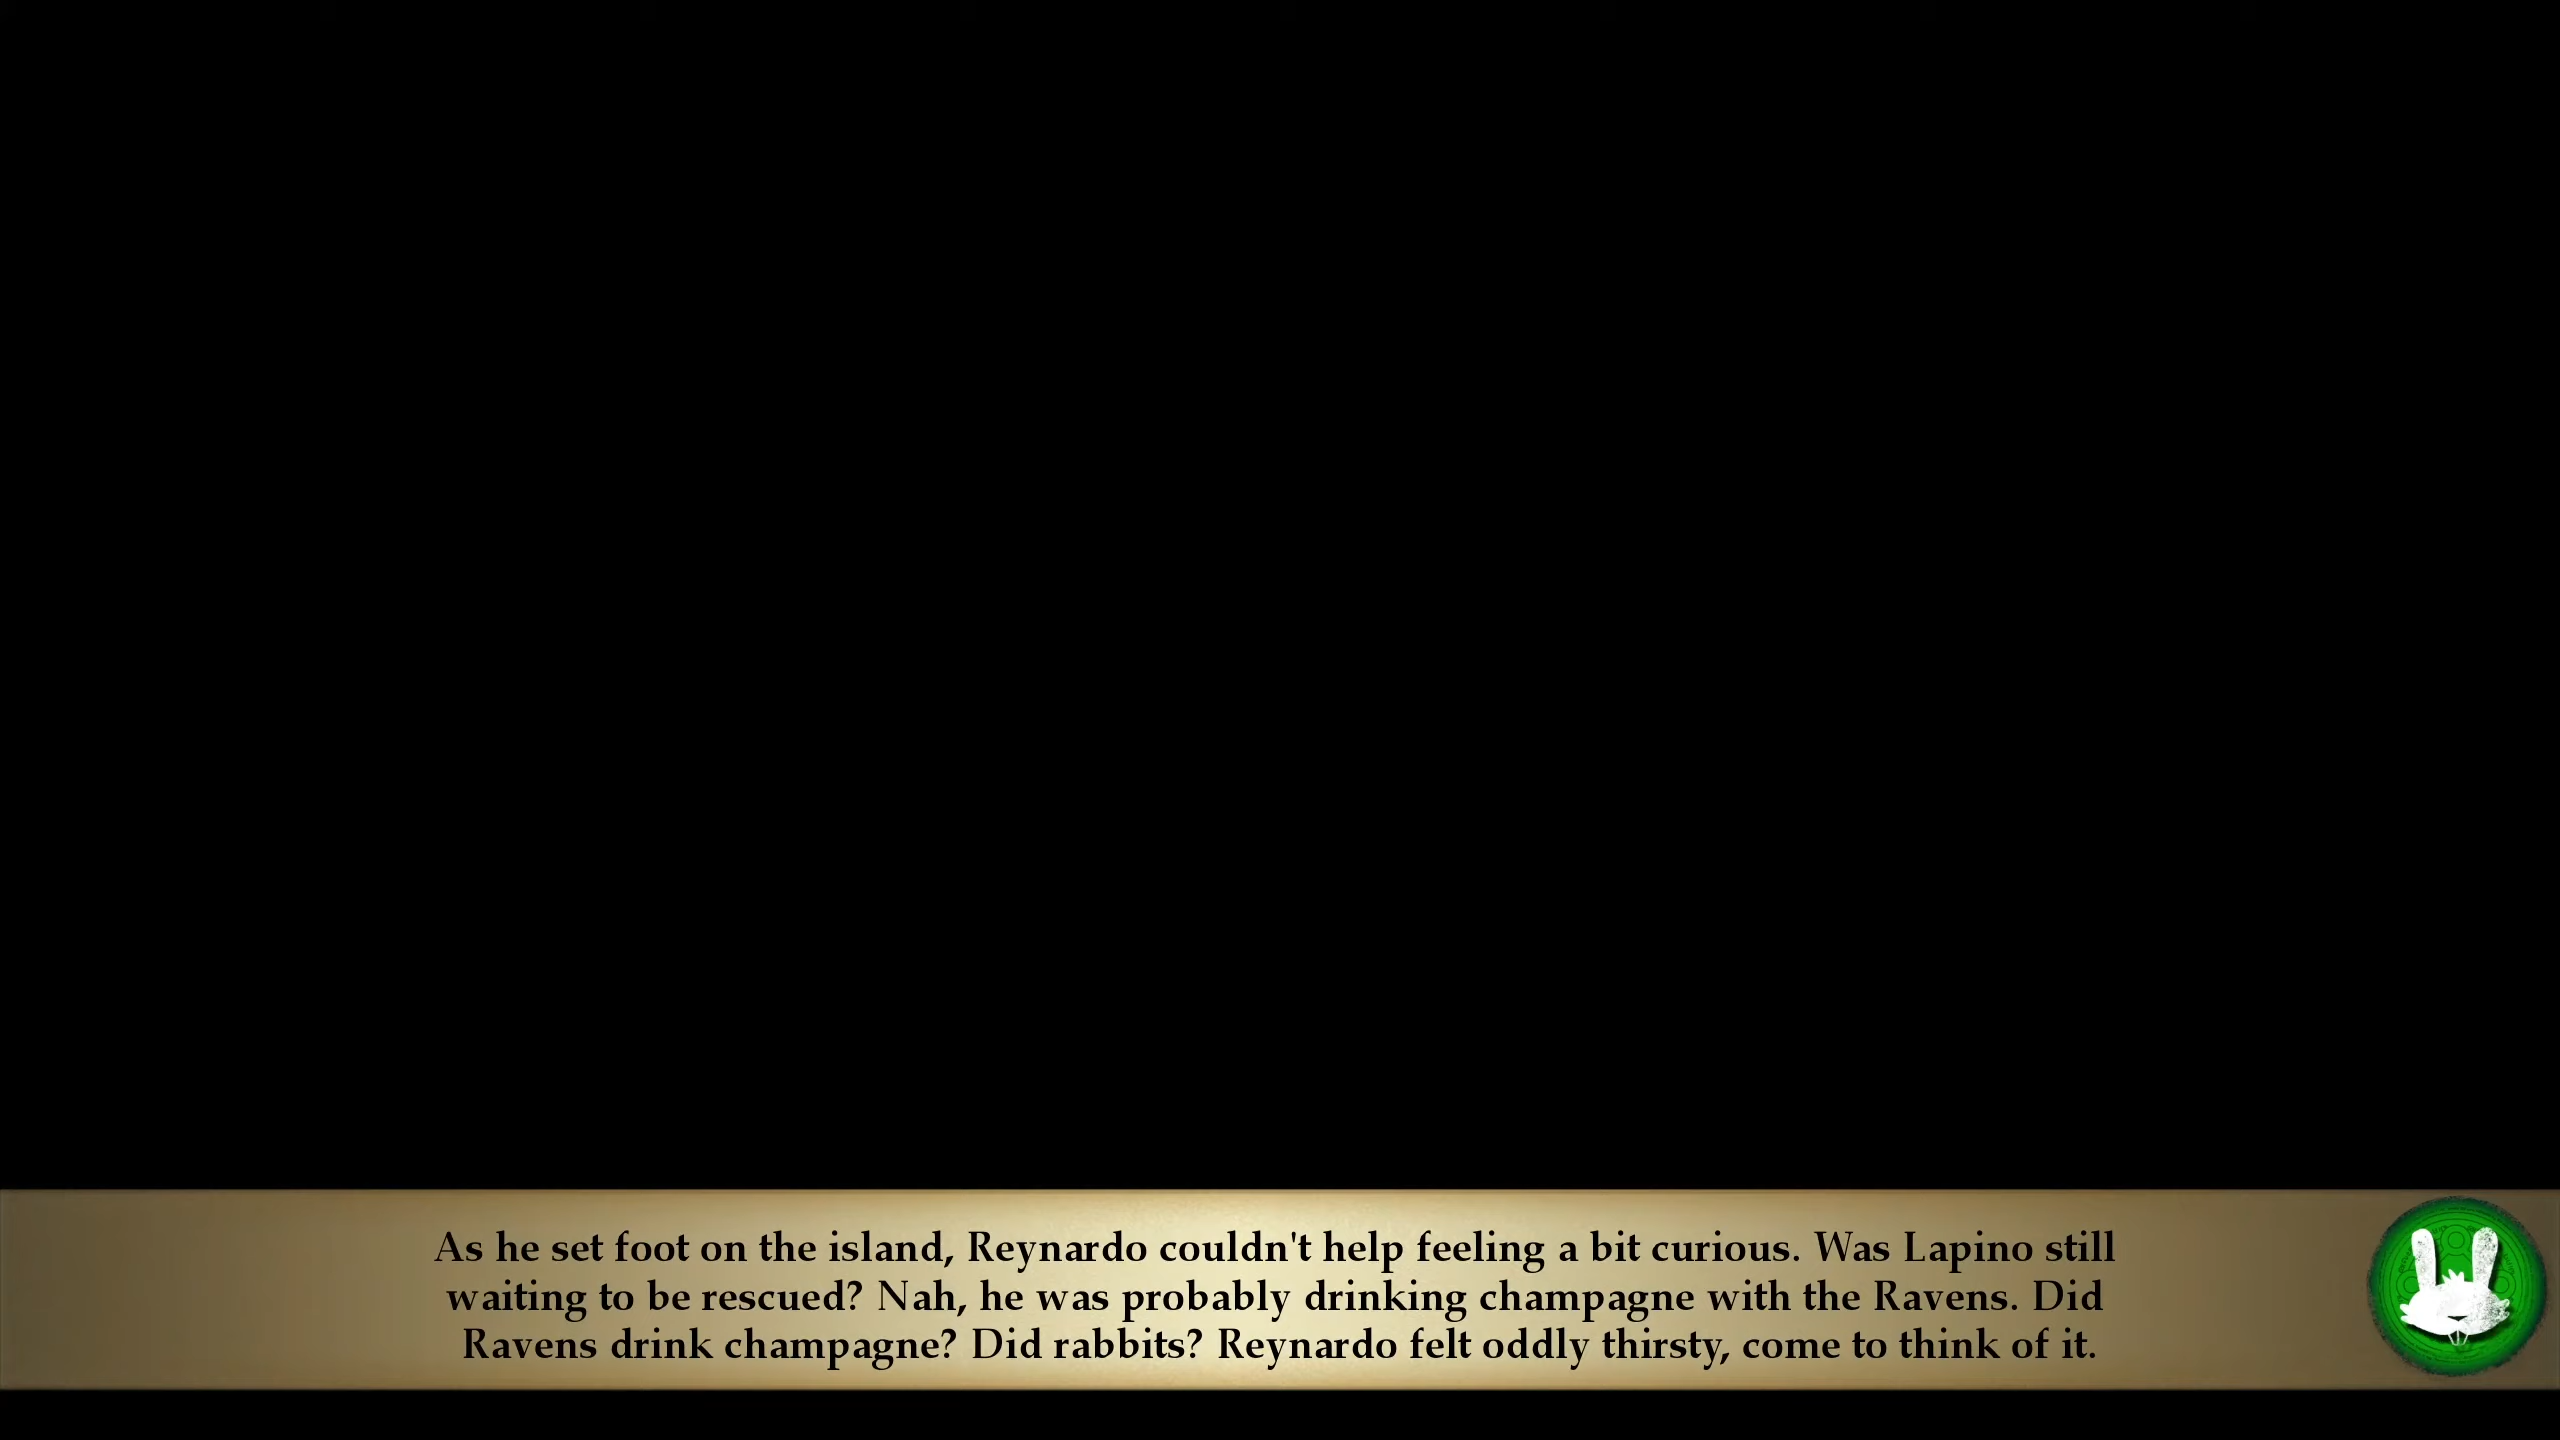 As he set foot on the island, Reynardo couldn't help feeling a bit curious. Was Lapino still
waiting to be rescued? Nah, he was probably drinking champagne with the Ravens. Did
Ravens drink champagne? Did rabbits? Reynardo felt oddly thirsty, come to think of it.